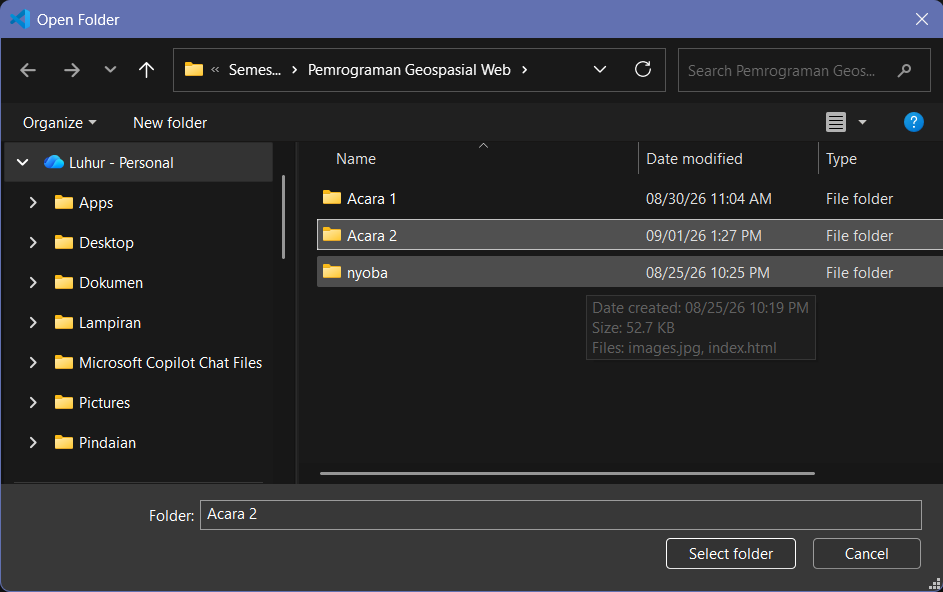 Open Folder
« Semes... > Pemrograman Geospasial Web >
Search Pemrograman Geos...
Organize
New folder
?
Luhur - Personal
Apps
Desktop
Dokumen
Lampiran
Microsoft Copilot Chat Files
Pictures
Pindaian
Name Date modified Type
Acara 1 08/30/26 11:04 AM File folder
Acara 2 09/01/26 1:27 PM File folder
nyoba 08/25/26 10:25 PM File folder
Date created: 08/25/26 10:19 PM
Size: 52.7 KB
Files: images.jpg, index.html
Folder: Acara 2
Select folder Cancel